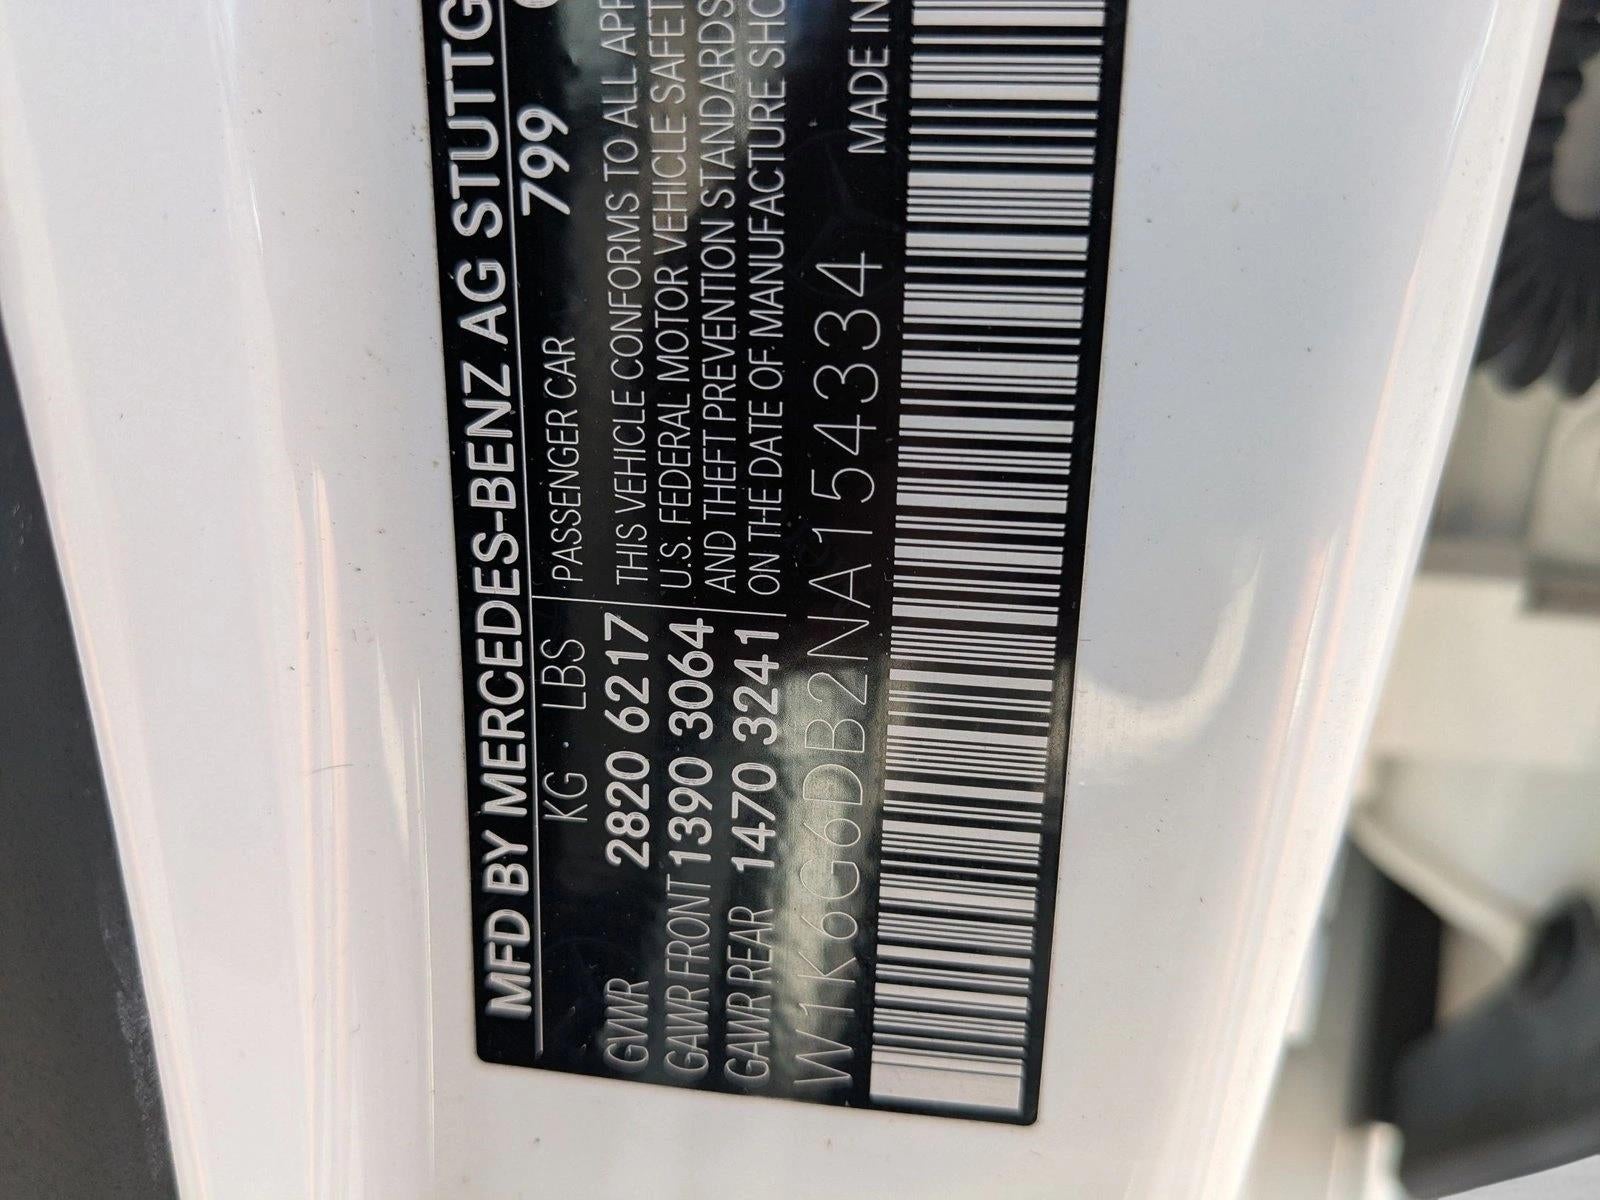 MFD BY MERCEDES-BENZ AG STUTTG
KG LBS PASSENGER CAR 799
GVWR 2820 6217 THIS VEHICLE CONFORMS TO ALL APP
GAWR FRONT 1390 3064 U.S. FEDERAL MOTOR VEHICLE SAFET
GAWR REAR 1470 3241 AND THEFT PREVENTION STANDARDS
ON THE DATE OF MANUFACTURE SHO
W1K6G6DB2NA154334 MADE IN